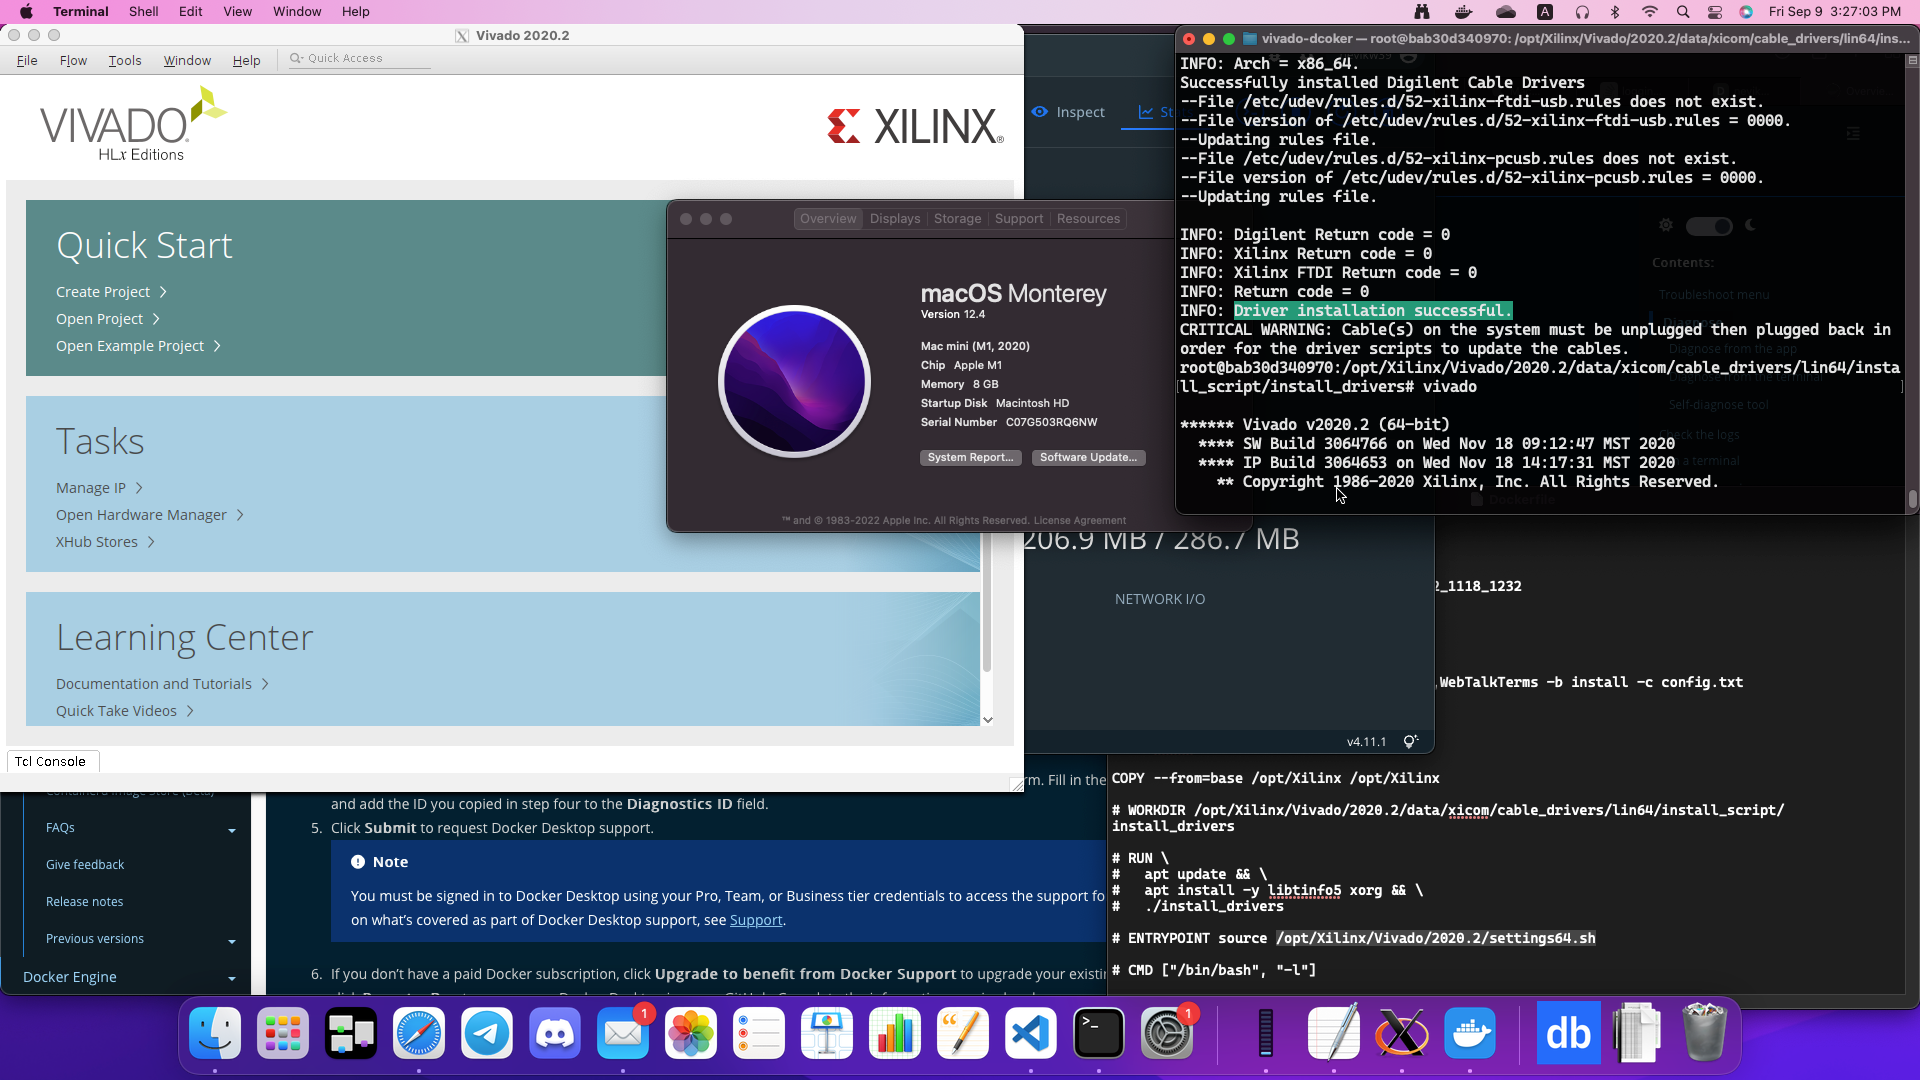 Terminal Shell Edit View Window Help
A
Fri Sep 9 3:27:03 PM
Vivado 2020.2
File Flow Tools Window Help
Quick Access
VIVADO
HLx Editions
XILINX
Quick Start
Create Project
Open Project
Open Example Project
Tasks
Manage IP
Open Hardware Manager
XHub Stores
Learning Center
Documentation and Tutorials
Quick Take Videos
Tcl Console
Inspect
St
Overview Displays Storage Support Resources
macOS Monterey
Version 12.4
Mac mini (M1, 2020)
Chip Apple M1
Memory 8 GB
Startup Disk Macintosh HD
Serial Number C07G503RQ6NW
System Report...
Software Update...
™ and © 1983-2022 Apple Inc. All Rights Reserved. License Agreement
206.9 MB / 286.7 MB
NETWORK I/O
v4.11.1
vivado-dcoker — root@bab30d340970: /opt/Xilinx/Vivado/2020.2/data/xicom/cable_drivers/lin64/ins...
INFO: Arch = x86_64.
Successfully installed Digilent Cable Drivers
--File /etc/udev/rules.d/52-xilinx-ftdi-usb.rules does not exist.
--File version of /etc/udev/rules.d/52-xilinx-ftdi-usb.rules = 0000.
--Updating rules file.
--File /etc/udev/rules.d/52-xilinx-pcusb.rules does not exist.
--File version of /etc/udev/rules.d/52-xilinx-pcusb.rules = 0000.
--Updating rules file.
INFO: Digilent Return code = 0
INFO: Xilinx Return code = 0
INFO: Xilinx FTDI Return code = 0
INFO: Return code = 0
INFO: Driver installation successful.
CRITICAL WARNING: Cable(s) on the system must be unplugged then plugged back in
order for the driver scripts to update the cables.
root@bab30d340970:/opt/Xilinx/Vivado/2020.2/data/xicom/cable_drivers/lin64/insta
[ll_script/install_drivers# vivado ]
****** Vivado v2020.2 (64-bit)
**** SW Build 3064766 on Wed Nov 18 09:12:47 MST 2020
**** IP Build 3064653 on Wed Nov 18 14:17:31 MST 2020
** Copyright 1986-2020 Xilinx, Inc. All Rights Reserved.
Contents:
Troubleshoot menu
Diagnose from the app
Diagnose from the terminal
Self-diagnose tool
Check the logs
a terminal
2_1118_1232
WebTalkTerms -b install -c config.txt
COPY --from=base /opt/Xilinx /opt/Xilinx
# WORKDIR /opt/Xilinx/Vivado/2020.2/data/xicom/cable_drivers/lin64/install_script/
install_drivers
# RUN \
# apt update && \
# apt install -y libtinfo5 xorg && \
# ./install_drivers
# ENTRYPOINT source /opt/Xilinx/Vivado/2020.2/settings64.sh
# CMD ["/bin/bash", "-l"]
FAQs
Give feedback
Release notes
Previous versions
Docker Engine
rm. Fill in the
and add the ID you copied in step four to the Diagnostics ID field.
5. Click Submit to request Docker Desktop support.
Note
You must be signed in to Docker Desktop using your Pro, Team, or Business tier credentials to access the support fo
on what's covered as part of Docker Desktop support, see Support.
6. If you don't have a paid Docker subscription, click Upgrade to benefit from Docker Support to upgrade your existin
1
1
db